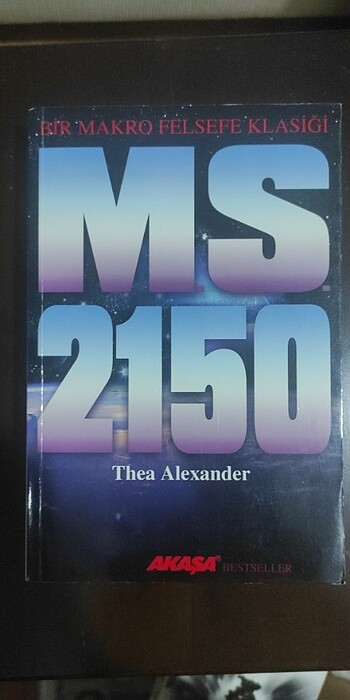 BİR MAKRO FELSEFE KLASİĞİ
MS
2150
Thea Alexander
AKAŞA® BESTSELLER